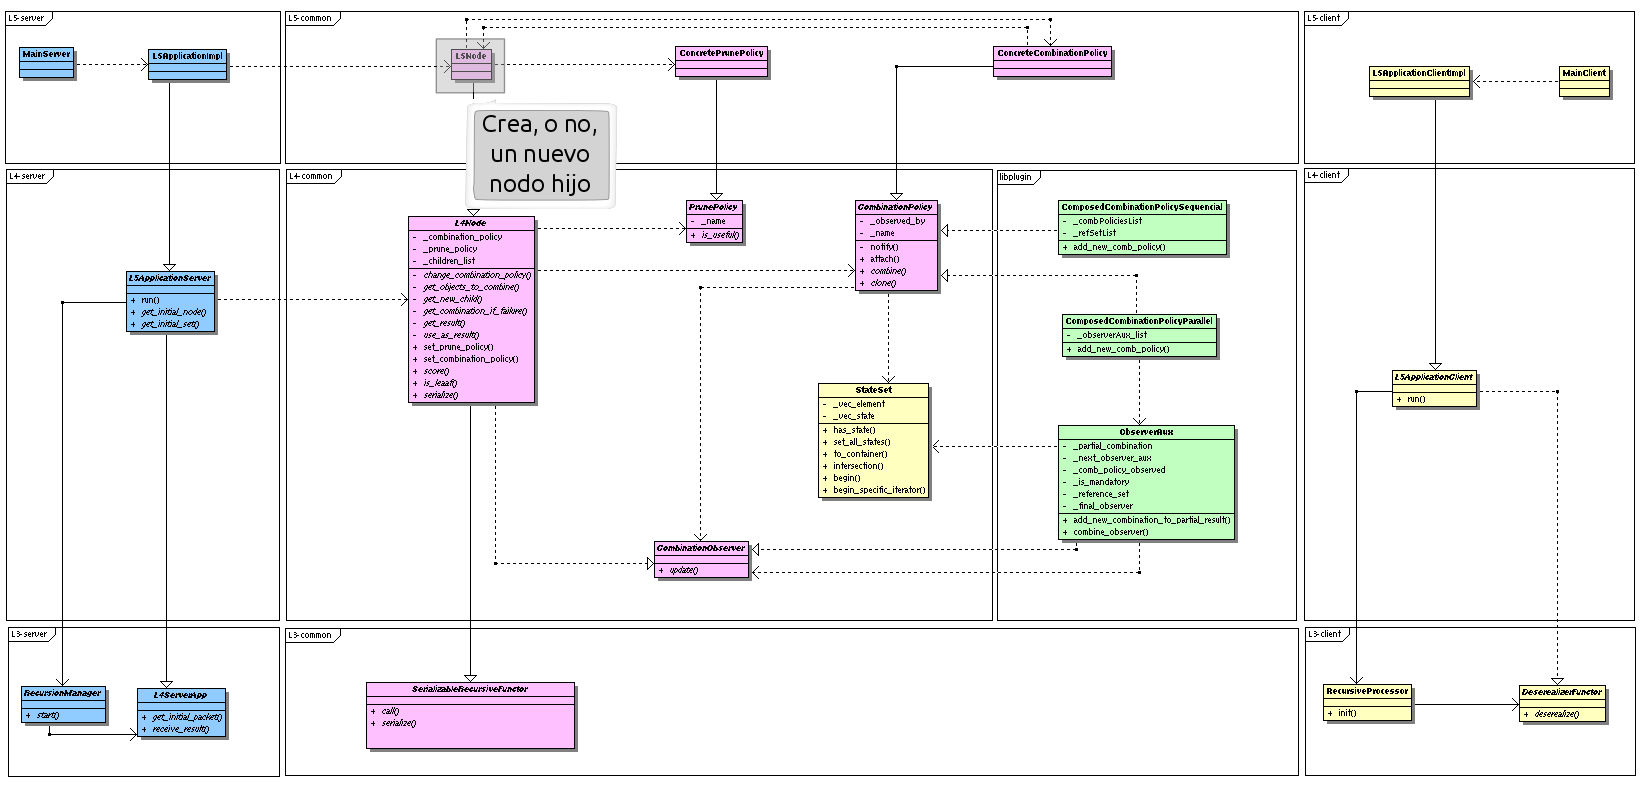 L5-server
MainServer
L5ApplicationImpl
L5-common
L5Node
ConcretePrunePolicy
ConcreteCombinationPolicy
L5-client
L5ApplicationClientImpl
MainClient
Crea, o no,
un nuevo
nodo hijo
L4-server
L5ApplicationServer
+ run()
+ get_initial_node()
+ get_initial_set()
L4-common
L4Node
- _combination_policy
- _prune_policy
- _children_list
- change_combination_policy()
- get_objects_to_combine()
- get_new_child()
- get_combination_if_failure()
- get_result()
- use_as_result()
+ set_prune_policy()
+ set_combination_policy()
+ score()
+ is_leaaf()
+ serialize()
PrunePolicy
- _name
+ is_useful()
CombinationPolicy
- _observed_by
- _name
- notify()
+ attach()
+ combine()
+ clone()
StateSet
- _vec_element
- _vec_state
+ has_state()
+ set_all_states()
+ to_container()
+ intersection()
+ begin()
+ begin_specific_iterator()
CombinationObserver
+ update()
libplugin
ComposedCombinationPolicySequencial
- _combPoliciesList
- _refSetList
+ add_new_comb_policy()
ComposedCombinationPolicyParallel
- _observerAux_list
+ add_new_comb_policy()
ObserverAux
- _partial_combination
- _next_observer_aux
- _comb_policy_observed
- _is_mandatory
- _reference_set
- _final_observer
+ add_new_combination_to_partial_result()
+ combine_observer()
L4-client
L5ApplicationClient
+ run()
L3-server
RecursionManager
+ start()
L4ServerApp
+ get_initial_packet()
+ receive_result()
L3-common
SerializableRecursiveFunctor
+ call()
+ serialize()
L3-client
RecursiveProcessor
+ init()
DeserealizerFunctor
+ deserealize()